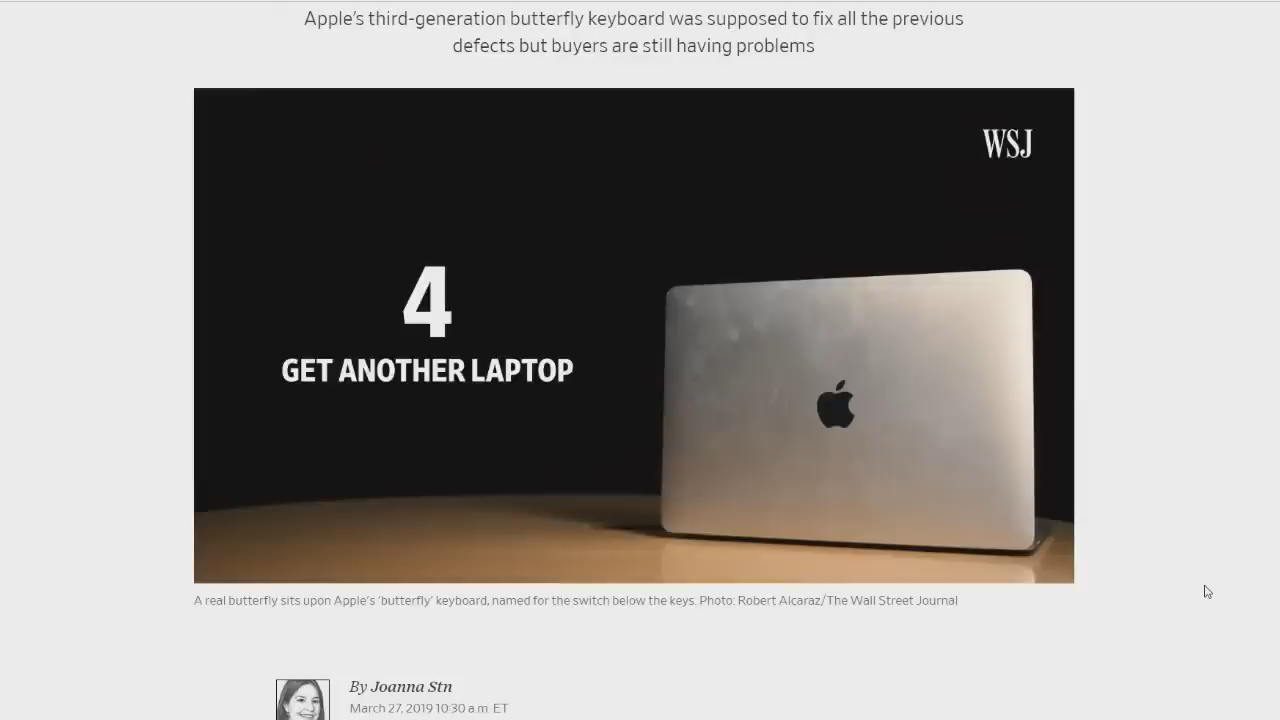 Apple’s third-generation butterfly keyboard was supposed to fix all the previous
defects but buyers are still having problems
WSJ
4
GET ANOTHER LAPTOP
A real butterfly sits upon Apple’s ‘butterfly’ keyboard, named for the switch below the keys. Photo: Robert Alcaraz/The Wall Street Journal
By Joanna Stn
March 27, 2019 10:30 a.m. ET